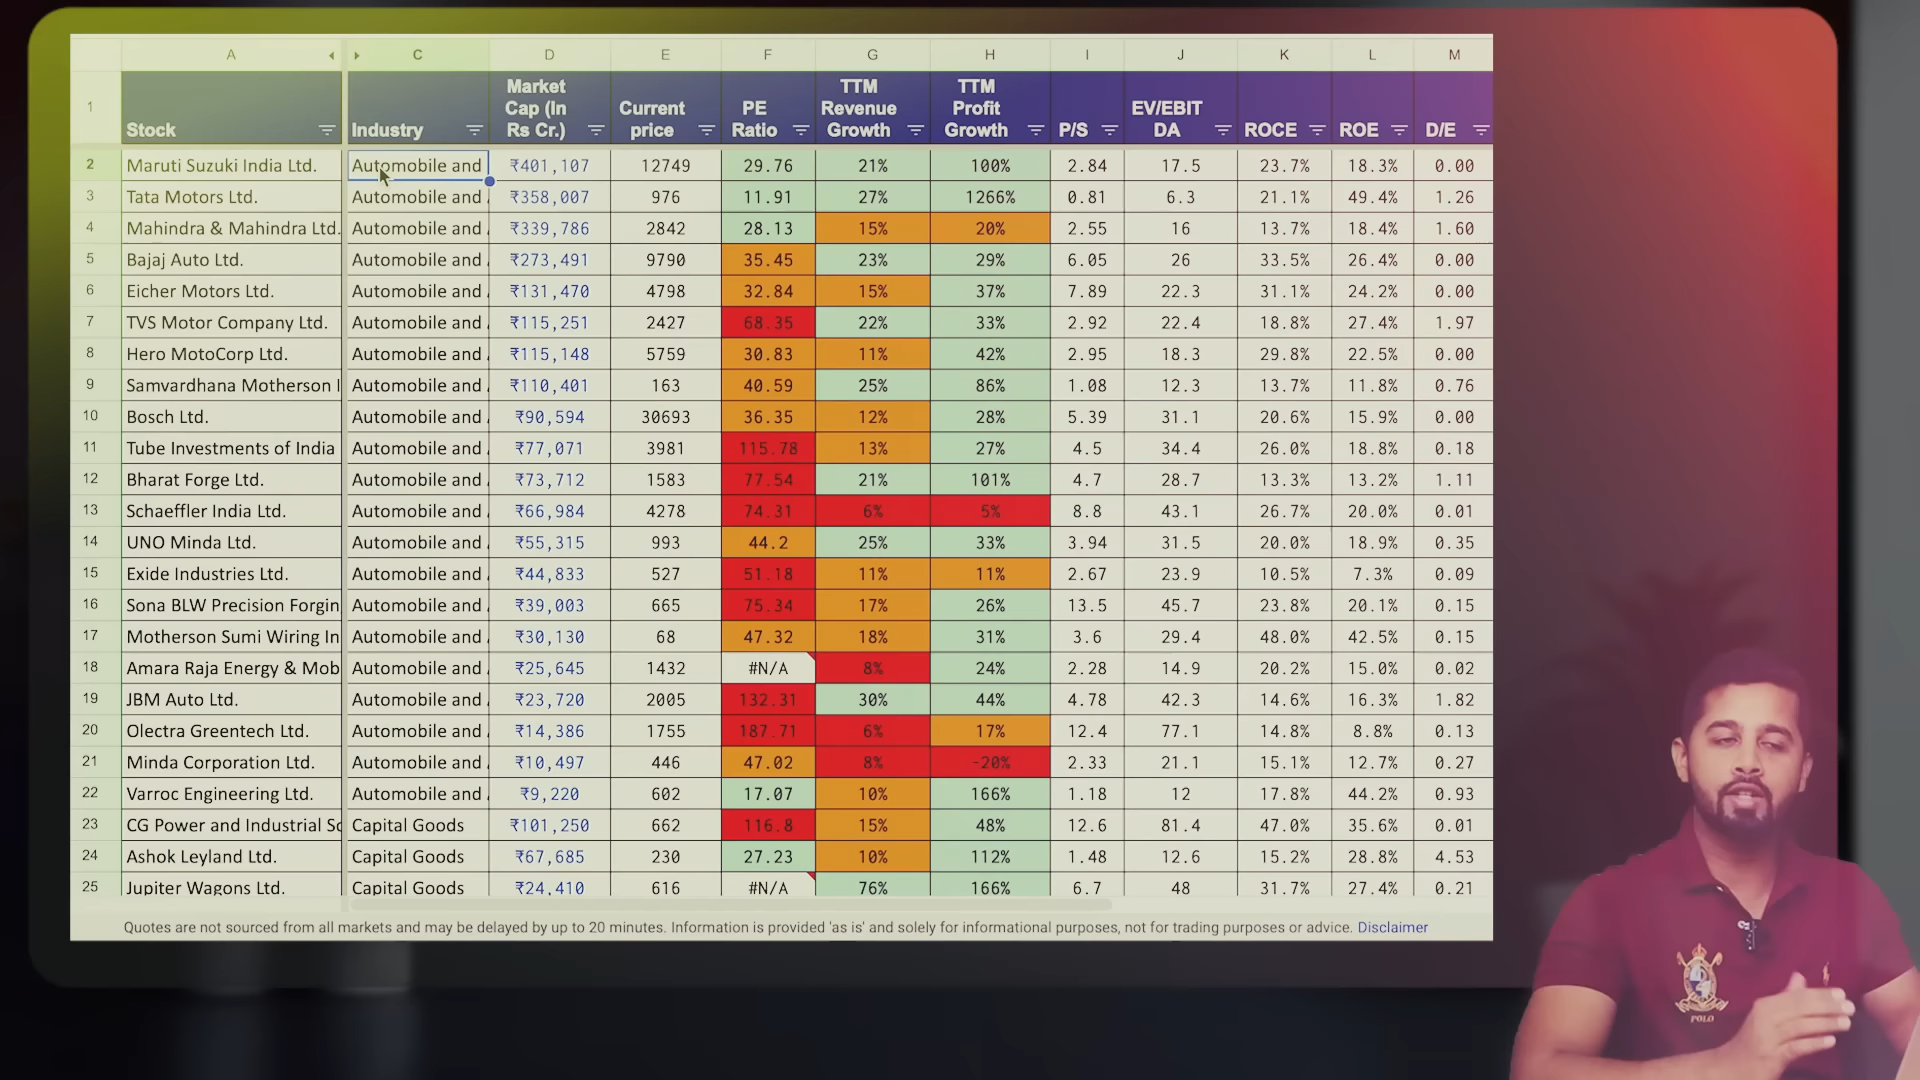 A C D E F G H I J K L M
1 Stock Industry Market Cap (In Rs Cr.) Current price PE Ratio TTM Revenue Growth TTM Profit Growth P/S EV/EBIT DA ROCE ROE D/E
2 Maruti Suzuki India Ltd. Automobile and ₹401,107 12749 29.76 21% 100% 2.84 17.5 23.7% 18.3% 0.00
3 Tata Motors Ltd. Automobile and ₹358,007 976 11.91 27% 1266% 0.81 6.3 21.1% 49.4% 1.26
4 Mahindra & Mahindra Ltd. Automobile and ₹339,786 2842 28.13 15% 20% 2.55 16 13.7% 18.4% 1.60
5 Bajaj Auto Ltd. Automobile and ₹273,491 9790 35.45 23% 29% 6.05 26 33.5% 26.4% 0.00
6 Eicher Motors Ltd. Automobile and ₹131,470 4798 32.84 15% 37% 7.89 22.3 31.1% 24.2% 0.00
7 TVS Motor Company Ltd. Automobile and ₹115,251 2427 68.35 22% 33% 2.92 22.4 18.8% 27.4% 1.97
8 Hero MotoCorp Ltd. Automobile and ₹115,148 5759 30.83 11% 42% 2.95 18.3 29.8% 22.5% 0.00
9 Samvardhana Motherson I Automobile and ₹110,401 163 40.59 25% 86% 1.08 12.3 13.7% 11.8% 0.76
10 Bosch Ltd. Automobile and ₹90,594 30693 36.35 12% 28% 5.39 31.1 20.6% 15.9% 0.00
11 Tube Investments of India Automobile and ₹77,071 3981 115.78 13% 27% 4.5 34.4 26.0% 18.8% 0.18
12 Bharat Forge Ltd. Automobile and ₹73,712 1583 77.54 21% 101% 4.7 28.7 13.3% 13.2% 1.11
13 Schaeffler India Ltd. Automobile and ₹66,984 4278 74.31 6% 5% 8.8 43.1 26.7% 20.0% 0.01
14 UNO Minda Ltd. Automobile and ₹55,315 993 44.2 25% 33% 3.94 31.5 20.0% 18.9% 0.35
15 Exide Industries Ltd. Automobile and ₹44,833 527 51.18 11% 11% 2.67 23.9 10.5% 7.3% 0.09
16 Sona BLW Precision Forgin Automobile and ₹39,003 665 75.34 17% 26% 13.5 45.7 23.8% 20.1% 0.15
17 Motherson Sumi Wiring In Automobile and ₹30,130 68 47.32 18% 31% 3.6 29.4 48.0% 42.5% 0.15
18 Amara Raja Energy & Mob Automobile and ₹25,645 1432 #N/A 8% 24% 2.28 14.9 20.2% 15.0% 0.02
19 JBM Auto Ltd. Automobile and ₹23,720 2005 132.31 30% 44% 4.78 42.3 14.6% 16.3% 1.82
20 Olectra Greentech Ltd. Automobile and ₹14,386 1755 187.71 6% 17% 12.4 77.1 14.8% 8.8% 0.13
21 Minda Corporation Ltd. Automobile and ₹10,497 446 47.02 8% -20% 2.33 21.1 15.1% 12.7% 0.27
22 Varroc Engineering Ltd. Automobile and ₹9,220 602 17.07 10% 166% 1.18 12 17.8% 44.2% 0.93
23 CG Power and Industrial So Capital Goods ₹101,250 662 116.8 15% 48% 12.6 81.4 47.0% 35.6% 0.01
24 Ashok Leyland Ltd. Capital Goods ₹67,685 230 27.23 10% 112% 1.48 12.6 15.2% 28.8% 4.53
25 Jupiter Wagons Ltd. Capital Goods ₹24,410 616 #N/A 76% 166% 6.7 48 31.7% 27.4% 0.21
Quotes are not sourced from all markets and may be delayed by up to 20 minutes. Information is provided 'as is' and solely for informational purposes, not for trading purposes or advice. Disclaimer
POLO